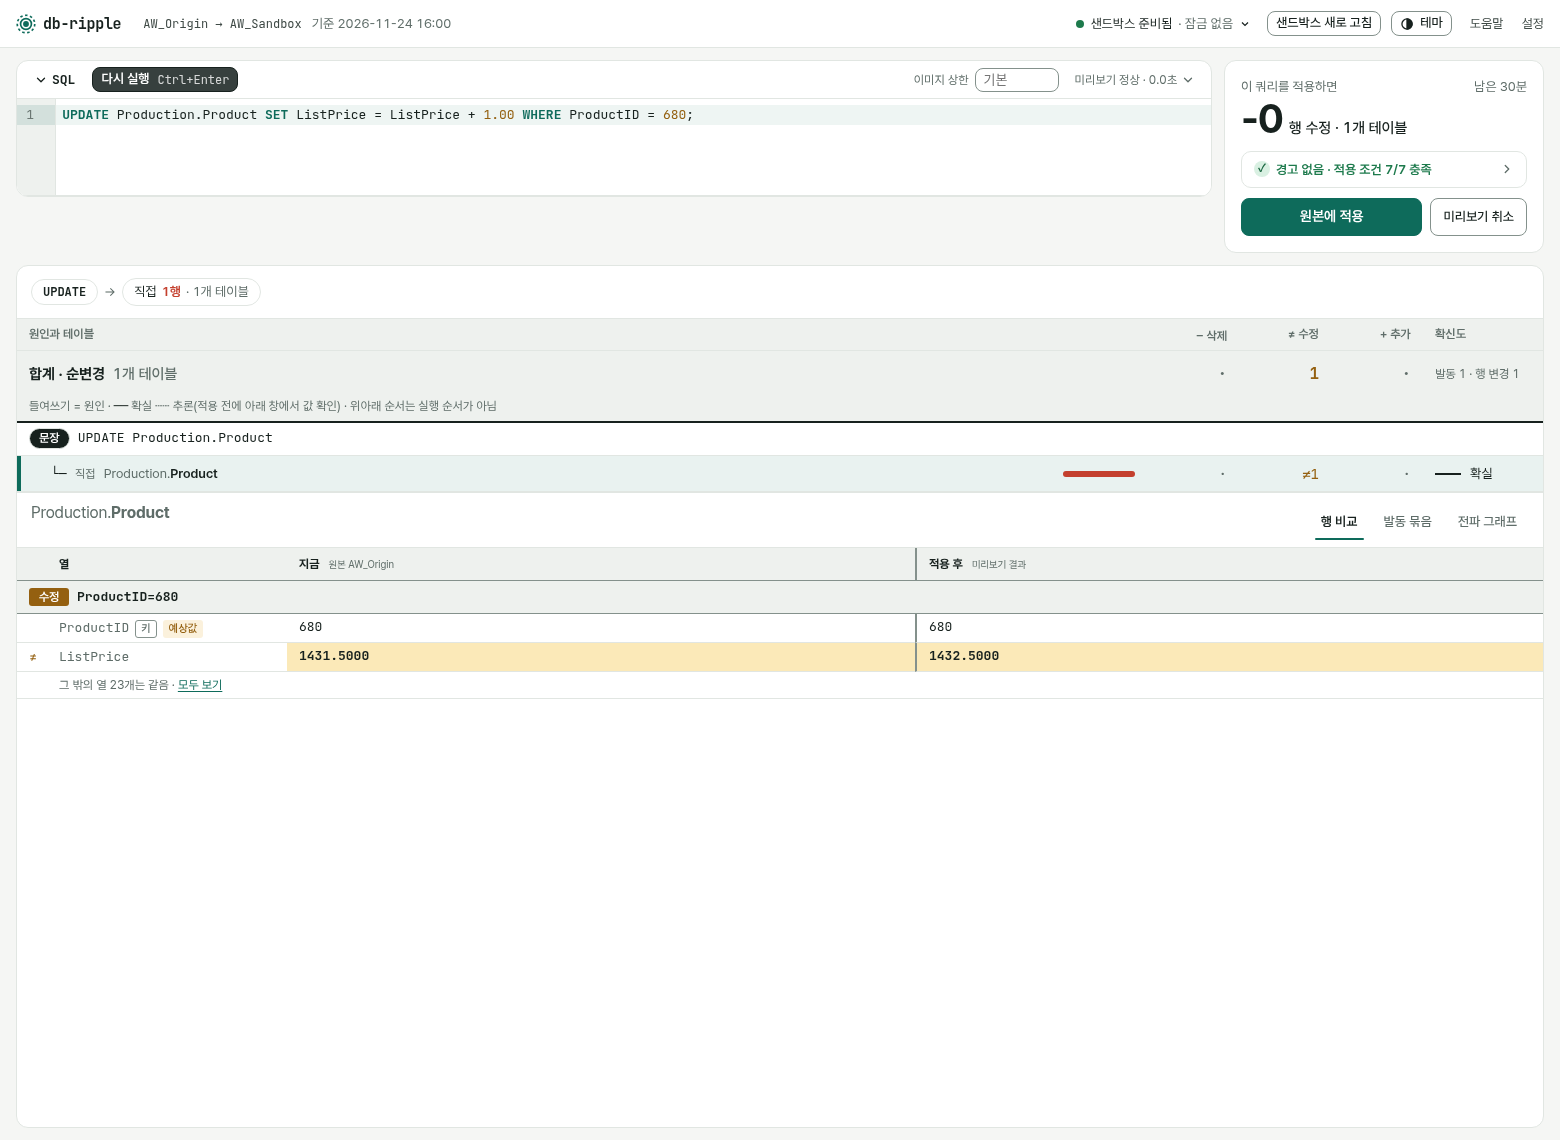 db-ripple AW_Origin → AW_Sandbox 기준 2026-11-24 16:00 샌드박스 준비됨 · 잠금 없음 샌드박스 새로 고침 테마 도움말 설정
SQL 다시 실행 Ctrl+Enter 이미지 상한 기본 미리보기 정상 · 0.0초
1 UPDATE Production.Product SET ListPrice = ListPrice + 1.00 WHERE ProductID = 680;
이 쿼리를 적용하면 남은 30분
-0 행 수정 · 1개 테이블
✓ 경고 없음 · 적용 조건 7/7 충족
원본에 적용 미리보기 취소
UPDATE → 직접 1행 · 1개 테이블
원인과 테이블 − 삭제 ≠ 수정 + 추가 확신도
합계 · 순변경 1개 테이블 · 1 · 발동 1 · 행 변경 1
들여쓰기 = 원인 · ── 확실 ┈┈ 추론(적용 전에 아래 창에서 값 확인) · 위아래 순서는 실행 순서가 아님
문장 UPDATE Production.Product
└─ 직접 Production.Product · ≠1 · 확실
Production.Product 행 비교 발동 묶음 전파 그래프
열 지금 원본 AW_Origin 적용 후 미리보기 결과
수정 ProductID=680
ProductID 키 예상값 680 680
≠ ListPrice 1431.5000 1432.5000
그 밖의 열 23개는 같음 · 모두 보기